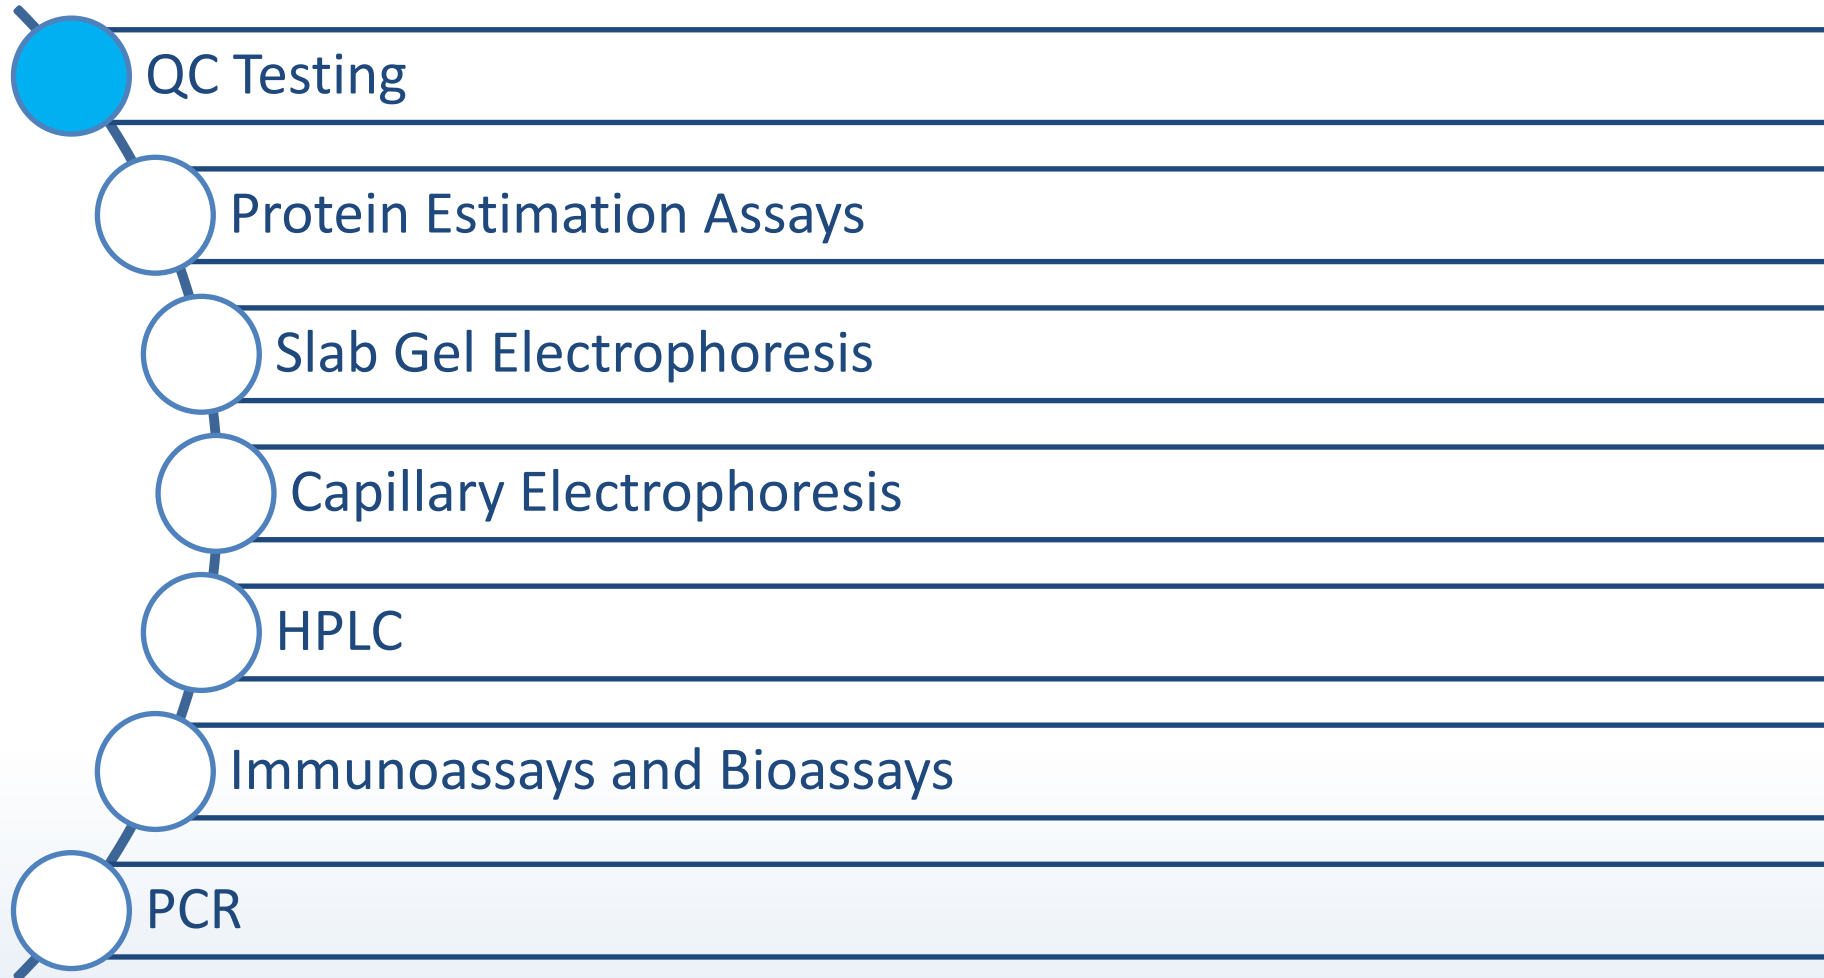 QC Testing
Protein Estimation Assays
Slab Gel Electrophoresis
Capillary Electrophoresis
HPLC
Immunoassays and Bioassays
PCR